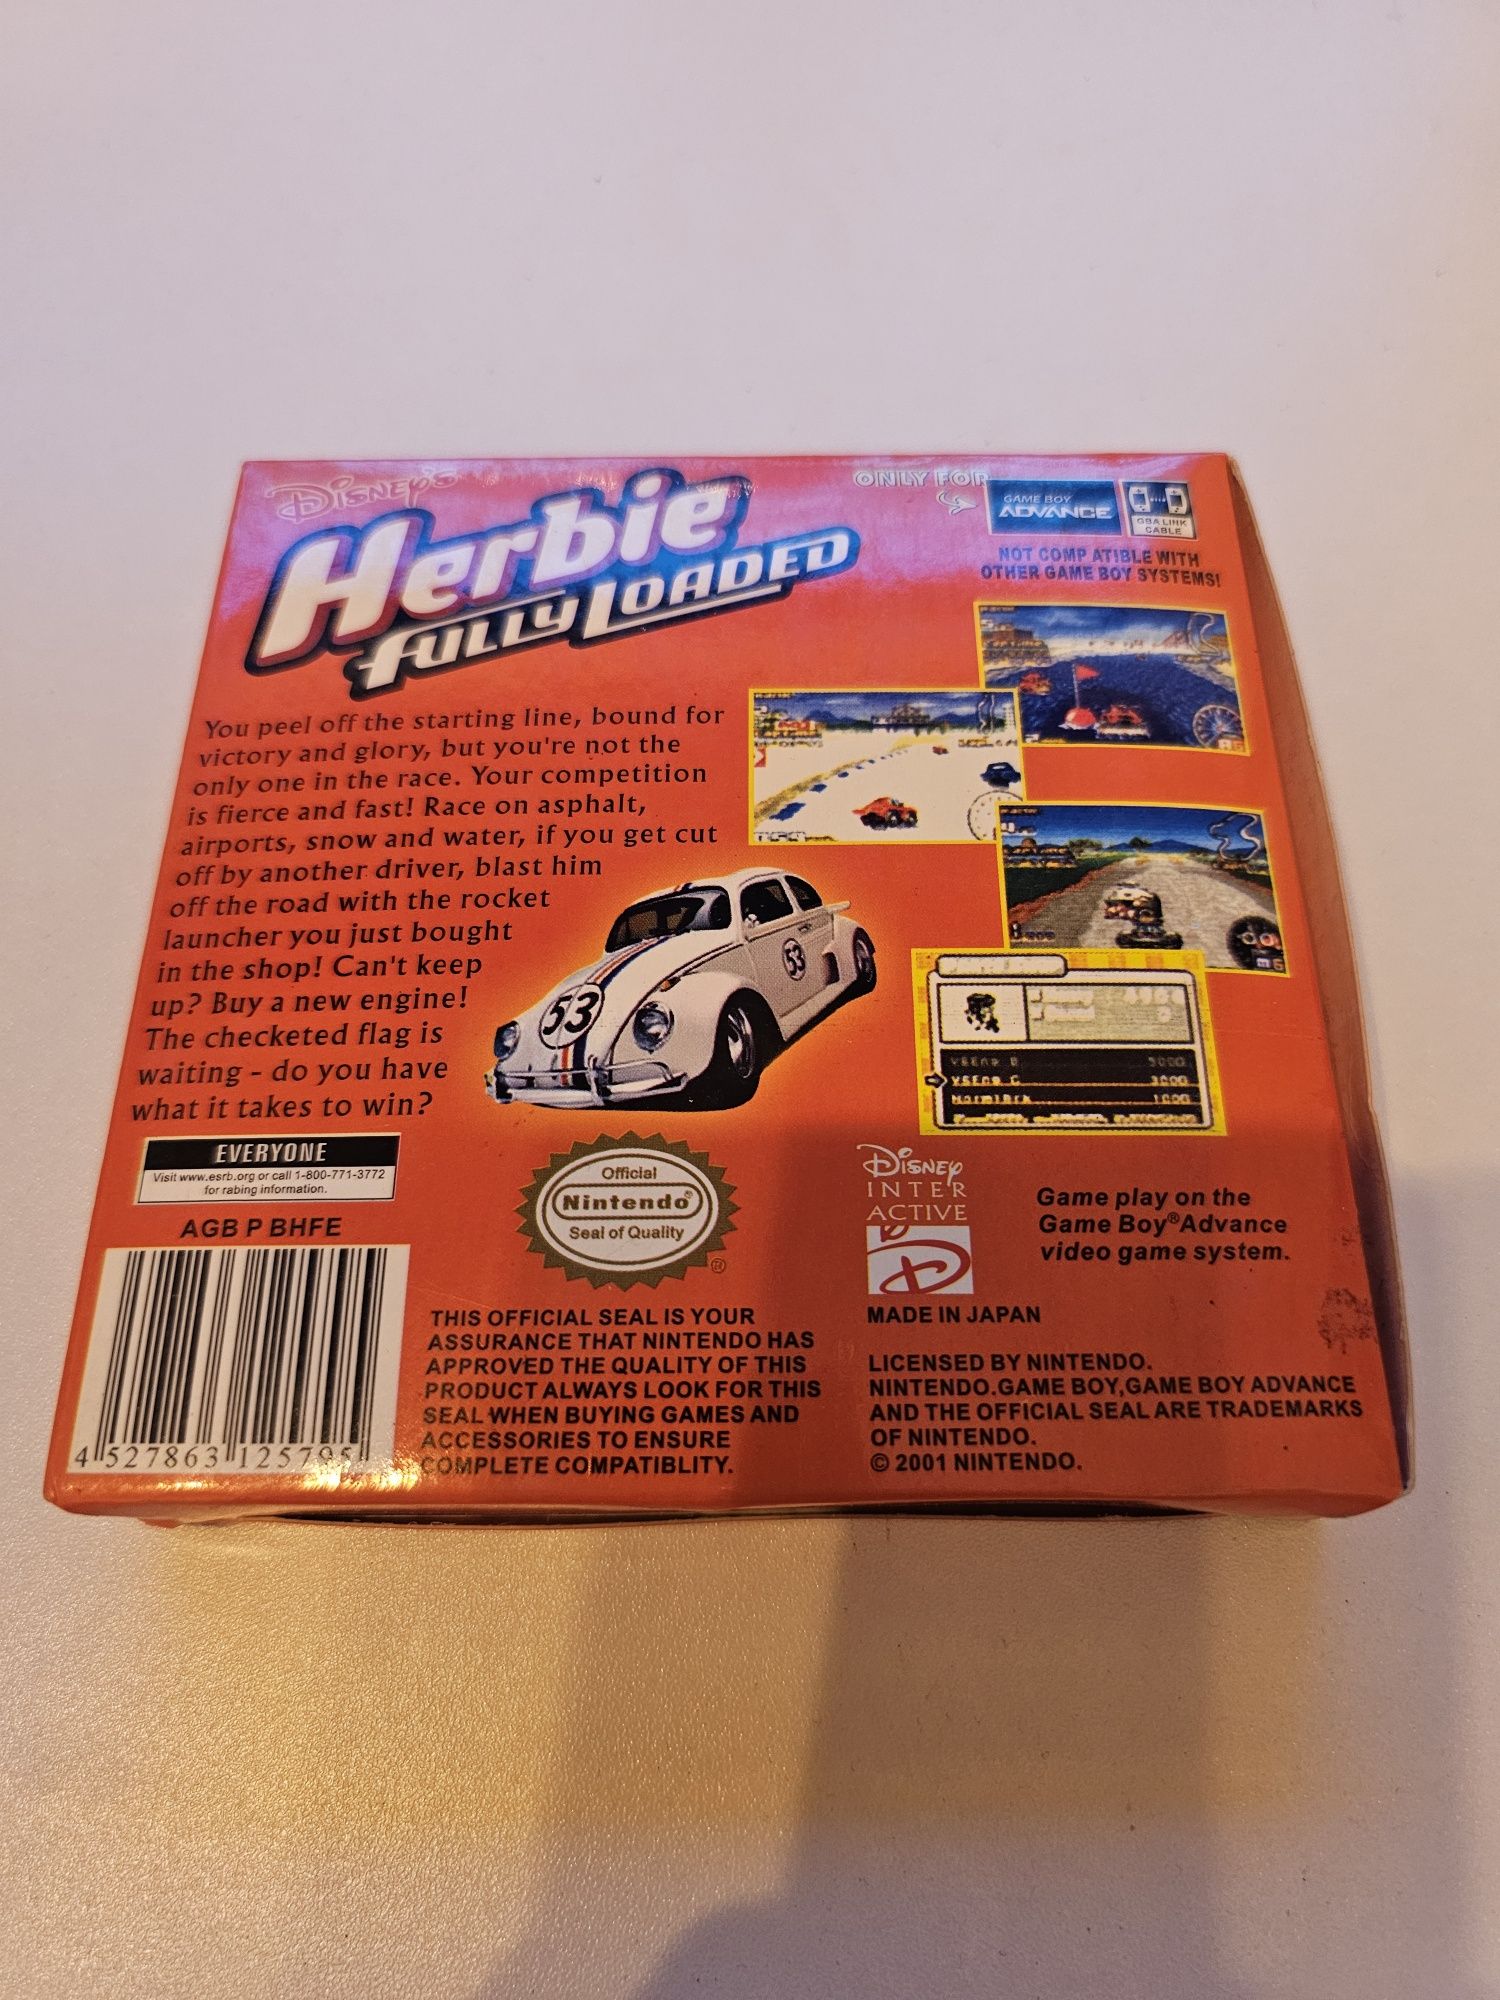 DISNEY'S
Herbie
FULLY LOADED
ONLY FOR
GAME BOY
ADVANCE
GBA LINK
CABLE
NOT COMP ATIBLE WITH
OTHER GAME BOY SYSTEMS!
You peel off the starting line, bound for
victory and glory, but you're not the
only one in the race. Your competition
is fierce and fast! Race on asphalt,
airports, snow and water, if you get cut
off by another driver, blast him
off the road with the rocket
launcher you just bought
in the shop! Can't keep
up? Buy a new engine!
The checketed flag is
waiting - do you have
what it takes to win?
53
53
3000
1000
EVERYONE
Visit www.esrb.org or call 1-800-771-3772
for rabing information.
AGB P BHFE
4 527863 125795
Official
Nintendo®
Seal of Quality
®
THIS OFFICIAL SEAL IS YOUR
ASSURANCE THAT NINTENDO HAS
APPROVED THE QUALITY OF THIS
PRODUCT ALWAYS LOOK FOR THIS
SEAL WHEN BUYING GAMES AND
ACCESSORIES TO ENSURE
COMPLETE COMPATIBLITY.
DISNEY
INTER
ACTIVE
D
Game play on the
Game Boy®Advance
video game system.
MADE IN JAPAN
LICENSED BY NINTENDO.
NINTENDO.GAME BOY,GAME BOY ADVANCE
AND THE OFFICIAL SEAL ARE TRADEMARKS
OF NINTENDO.
© 2001 NINTENDO.